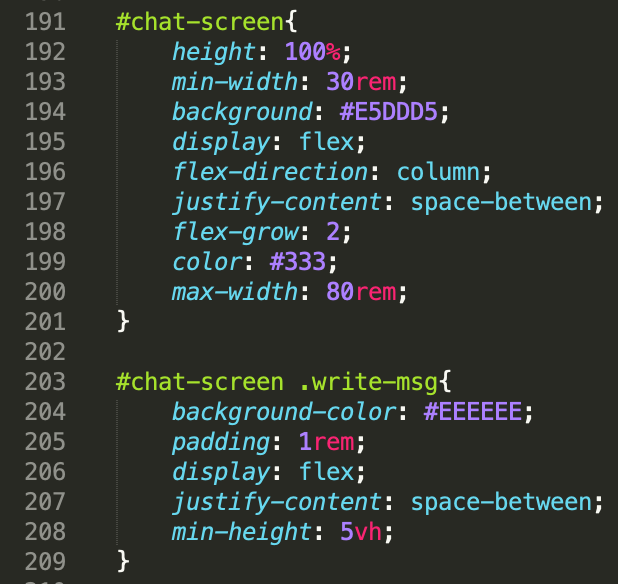 191 #chat-screen{
192 height: 100%;
193 min-width: 30rem;
194 background: #E5DDD5;
195 display: flex;
196 flex-direction: column;
197 justify-content: space-between;
198 flex-grow: 2;
199 color: #333;
200 max-width: 80rem;
201 }
202
203 #chat-screen .write-msg{
204 background-color: #EEEEEE;
205 padding: 1rem;
206 display: flex;
207 justify-content: space-between;
208 min-height: 5vh;
209 }